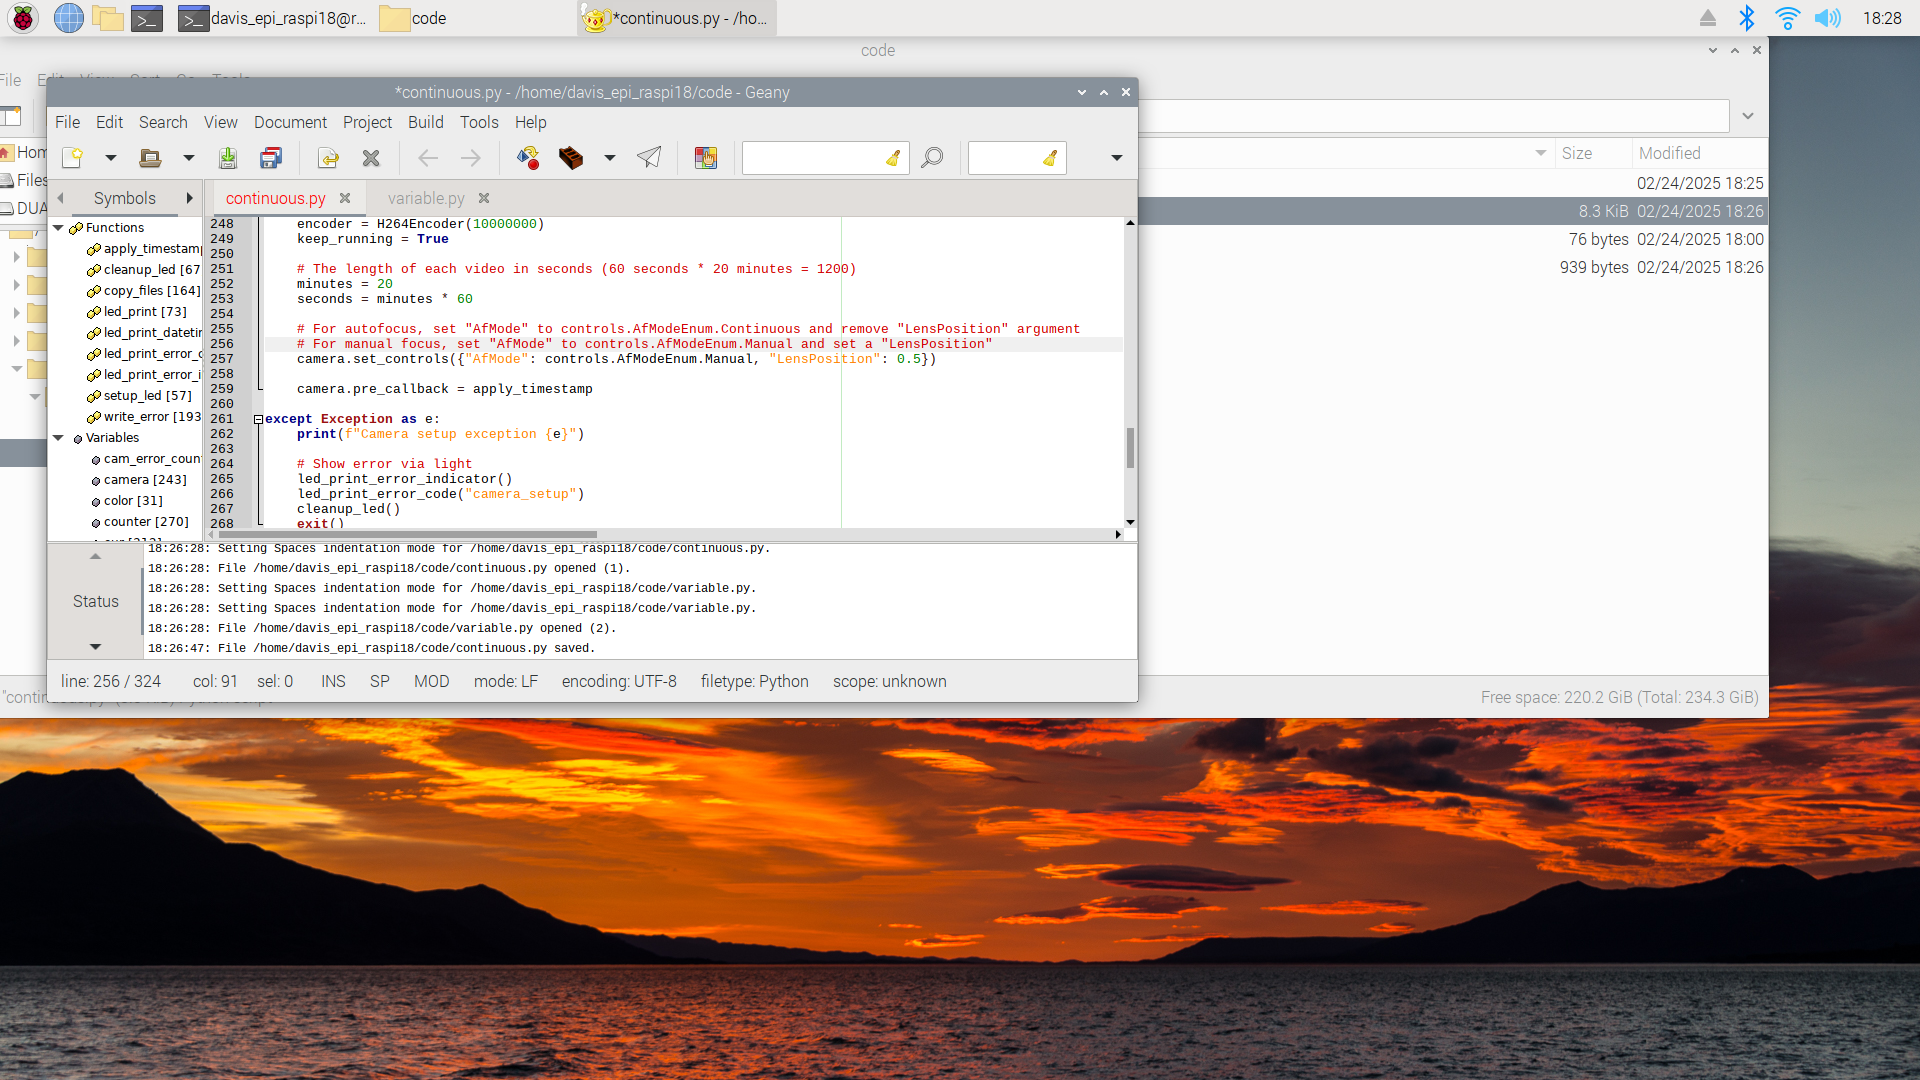 davis_epi_raspi18@r...
code
*continuous.py - /ho...
18:28
code
File Edit View Sort Go Tools
*continuous.py - /home/davis_epi_raspi18/code - Geany
File Edit Search View Document Project Build Tools Help
Hom
Files
DUA
Size
Modified
02/24/2025 18:25
8.3 KiB 02/24/2025 18:26
76 bytes 02/24/2025 18:00
939 bytes 02/24/2025 18:26
Symbols
continuous.py
variable.py
Functions
apply_timestamp
cleanup_led [67
copy_files [164]
led_print [73]
led_print_datetin
led_print_error_c
led_print_error_i
setup_led [57]
write_error [193
Variables
cam_error_coun
camera [243]
color [31]
counter [270]
248 encoder = H264Encoder(10000000)
249 keep_running = True
250
251 # The length of each video in seconds (60 seconds * 20 minutes = 1200)
252 minutes = 20
253 seconds = minutes * 60
254
255 # For autofocus, set "AfMode" to controls.AfModeEnum.Continuous and remove "LensPosition" argument
256 # For manual focus, set "AfMode" to controls.AfModeEnum.Manual and set a "LensPosition"
257 camera.set_controls({"AfMode": controls.AfModeEnum.Manual, "LensPosition": 0.5})
258
259 camera.pre_callback = apply_timestamp
260
261 except Exception as e:
262 print(f"Camera setup exception {e}")
263
264 # Show error via light
265 led_print_error_indicator()
266 led_print_error_code("camera_setup")
267 cleanup_led()
268 exit()
Status
18:26:28: Setting Spaces indentation mode for /home/davis_epi_raspi18/code/continuous.py.
18:26:28: File /home/davis_epi_raspi18/code/continuous.py opened (1).
18:26:28: Setting Spaces indentation mode for /home/davis_epi_raspi18/code/variable.py.
18:26:28: Setting Spaces indentation mode for /home/davis_epi_raspi18/code/variable.py.
18:26:28: File /home/davis_epi_raspi18/code/variable.py opened (2).
18:26:47: File /home/davis_epi_raspi18/code/continuous.py saved.
line: 256 / 324 col: 91 sel: 0 INS SP MOD mode: LF encoding: UTF-8 filetype: Python scope: unknown
Free space: 220.2 GiB (Total: 234.3 GiB)